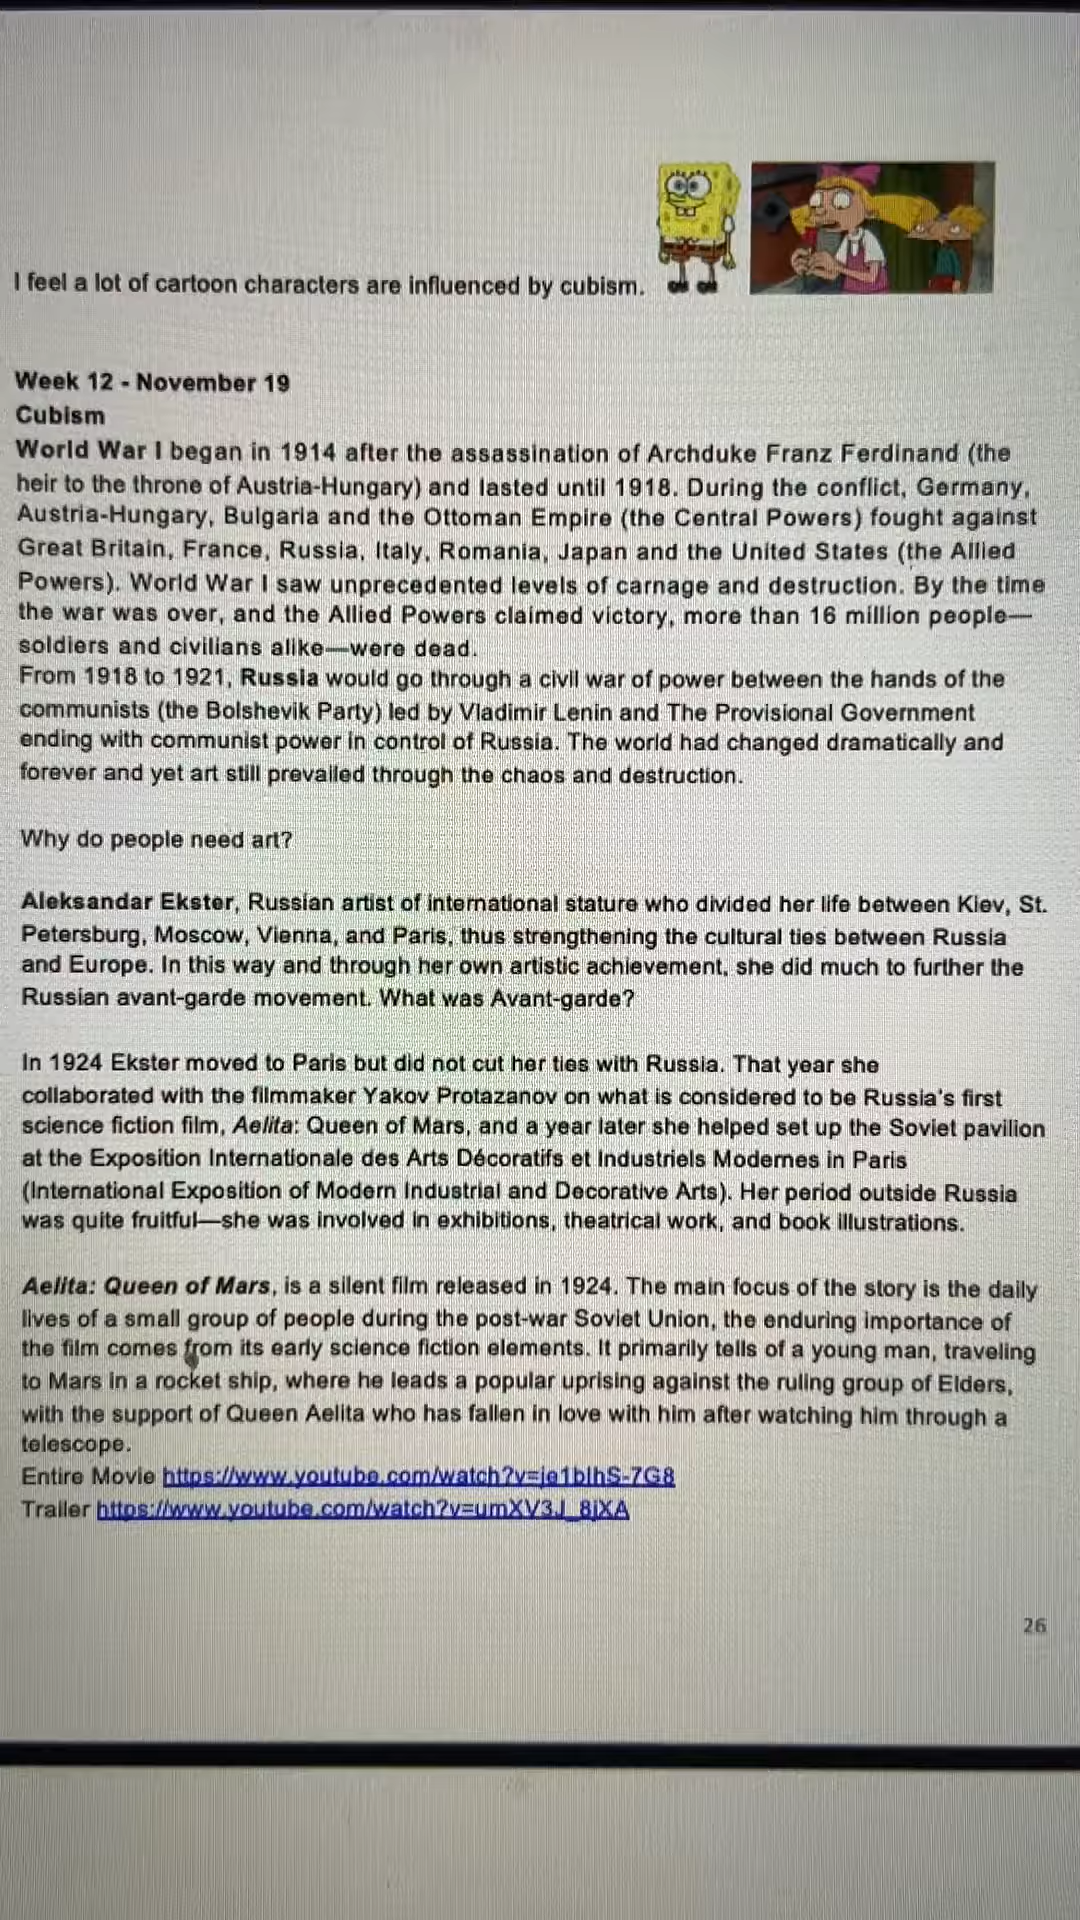 I feel a lot of cartoon characters are influenced by cubism.
Week 12 - November 19
Cubism
World War I began in 1914 after the assassination of Archduke Franz Ferdinand (the
heir to the throne of Austria-Hungary) and lasted until 1918. During the conflict, Germany,
Austria-Hungary, Bulgaria and the Ottoman Empire (the Central Powers) fought against
Great Britain, France, Russia, Italy, Romania, Japan and the United States (the Allied
Powers). World War I saw unprecedented levels of carnage and destruction. By the time
the war was over, and the Allied Powers claimed victory, more than 16 million people—
soldiers and civilians alike—were dead.
From 1918 to 1921, Russia would go through a civil war of power between the hands of the
communists (the Bolshevik Party) led by Vladimir Lenin and The Provisional Government
ending with communist power in control of Russia. The world had changed dramatically and
forever and yet art still prevailed through the chaos and destruction.
Why do people need art?
Aleksandar Ekster, Russian artist of international stature who divided her life between Kiev, St.
Petersburg, Moscow, Vienna, and Paris, thus strengthening the cultural ties between Russia
and Europe. In this way and through her own artistic achievement, she did much to further the
Russian avant-garde movement. What was Avant-garde?
In 1924 Ekster moved to Paris but did not cut her ties with Russia. That year she
collaborated with the filmmaker Yakov Protazanov on what is considered to be Russia's first
science fiction film, Aelita: Queen of Mars, and a year later she helped set up the Soviet pavilion
at the Exposition Internationale des Arts Décoratifs et Industriels Modernes in Paris
(International Exposition of Modern Industrial and Decorative Arts). Her period outside Russia
was quite fruitful—she was involved in exhibitions, theatrical work, and book illustrations.
Aelita: Queen of Mars, is a silent film released in 1924. The main focus of the story is the daily
lives of a small group of people during the post-war Soviet Union, the enduring importance of
the film comes from its early science fiction elements. It primarily tells of a young man, traveling
to Mars in a rocket ship, where he leads a popular uprising against the ruling group of Elders,
with the support of Queen Aelita who has fallen in love with him after watching him through a
telescope.
Entire Movie https://www.youtube.com/watch?v=je1blhS-7G8
Trailer https://www.youtube.com/watch?v=umXV3J_8jXA
26